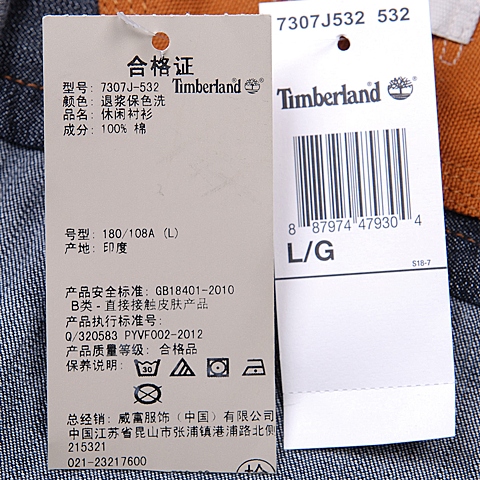 合格证
型号: 7307J-532 Timberland
颜色: 退浆保色洗
品名: 休闲衬衫
成分: 100% 棉
号型: 180/108A (L)
产地: 印度
产品安全标准: GB18401-2010
B类 - 直接接触皮肤产品
产品执行标准号:
Q/320583 PYVF002-2012
产品质量等级: 合格品
保养说明: 30
总经销: 威富服饰（中国）有限公
中国江苏省昆山市张浦镇港浦路北侧
215321
021-23217600
7307J532 532
Timberland
8 87974 47930 4
L/G
S18-7